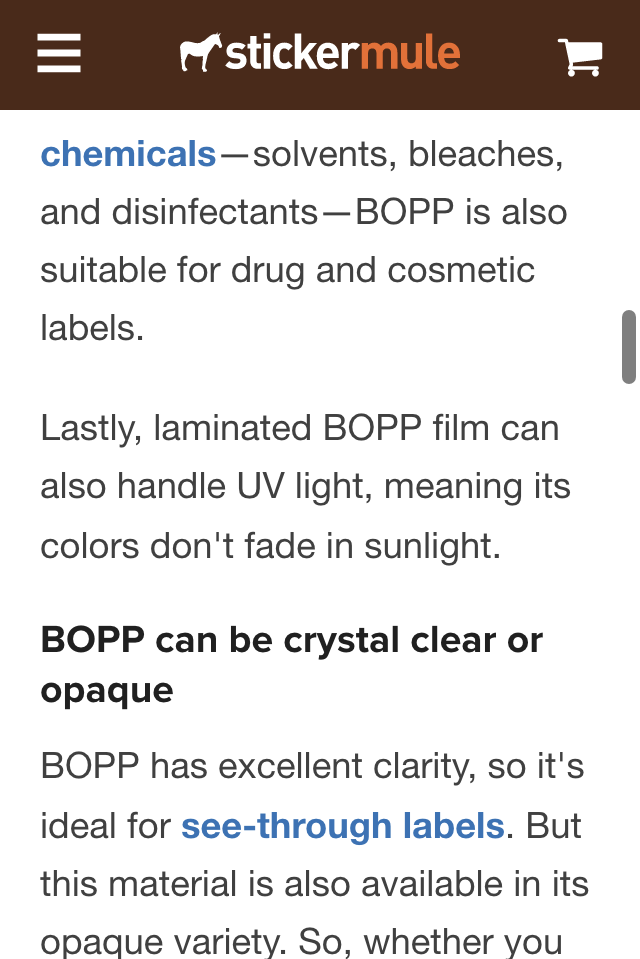 stickermule
chemicals—solvents, bleaches,
and disinfectants—BOPP is also
suitable for drug and cosmetic
labels.
Lastly, laminated BOPP film can
also handle UV light, meaning its
colors don't fade in sunlight.
BOPP can be crystal clear or
opaque
BOPP has excellent clarity, so it's
ideal for see-through labels. But
this material is also available in its
opaque variety. So, whether you